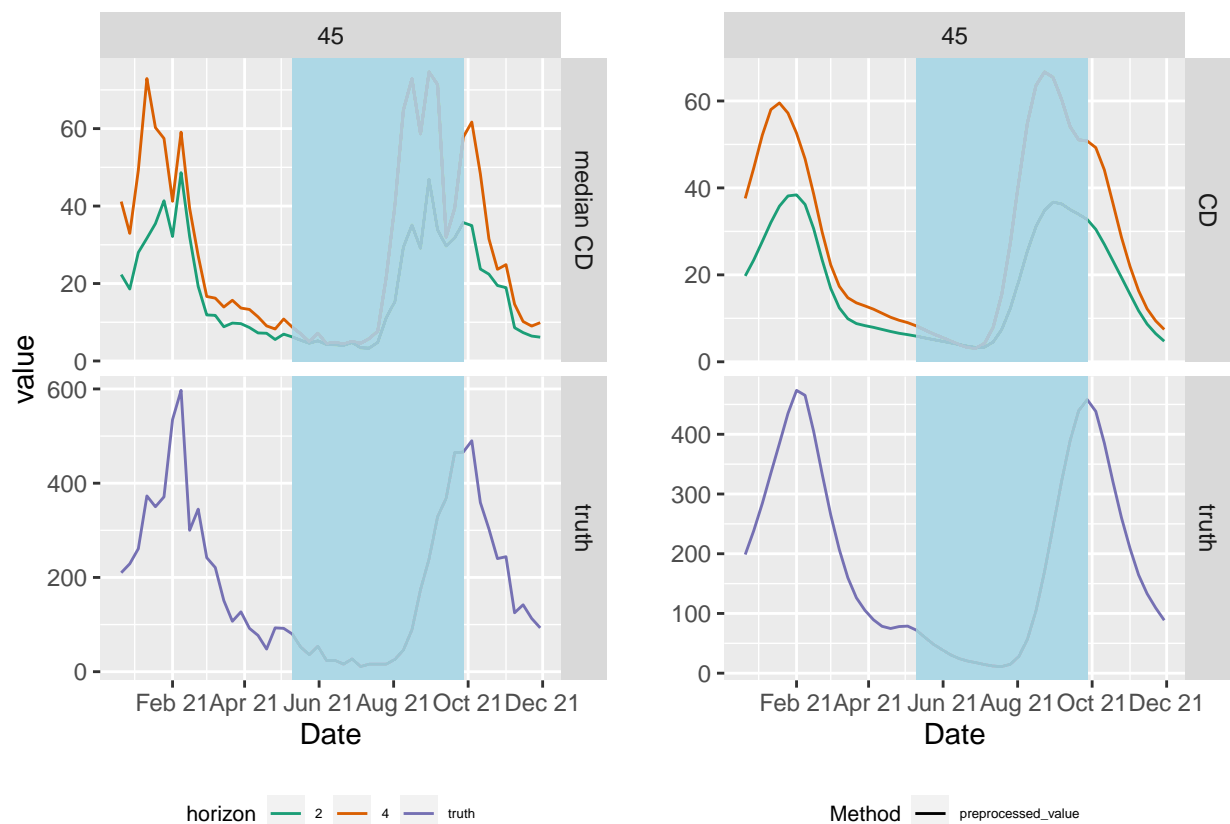 45
median CD
0
20
40
60
truth
0
200
400
600
value
Feb 21 Apr 21 Jun 21 Aug 21 Oct 21 Dec 21
Date
horizon 2 4 truth
45
CD
0
20
40
60
truth
0
100
200
300
400
Feb 21 Apr 21 Jun 21 Aug 21 Oct 21 Dec 21
Date
Method preprocessed_value